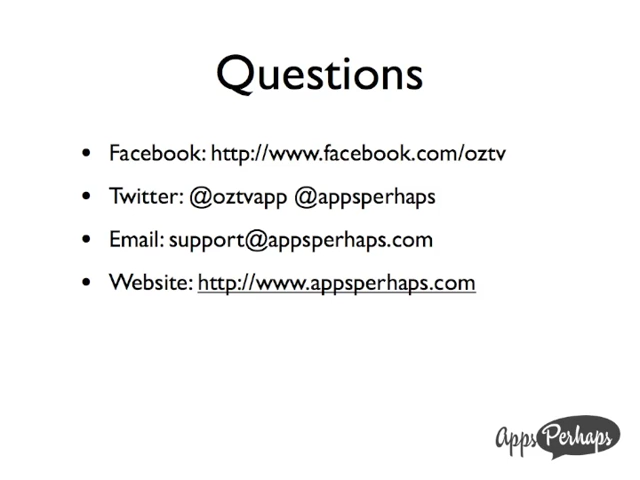 Questions
• Facebook: http://www.facebook.com/oztv
• Twitter: @oztvapp @appsperhaps
• Email: support@appsperhaps.com
• Website: http://www.appsperhaps.com
Apps Perhaps